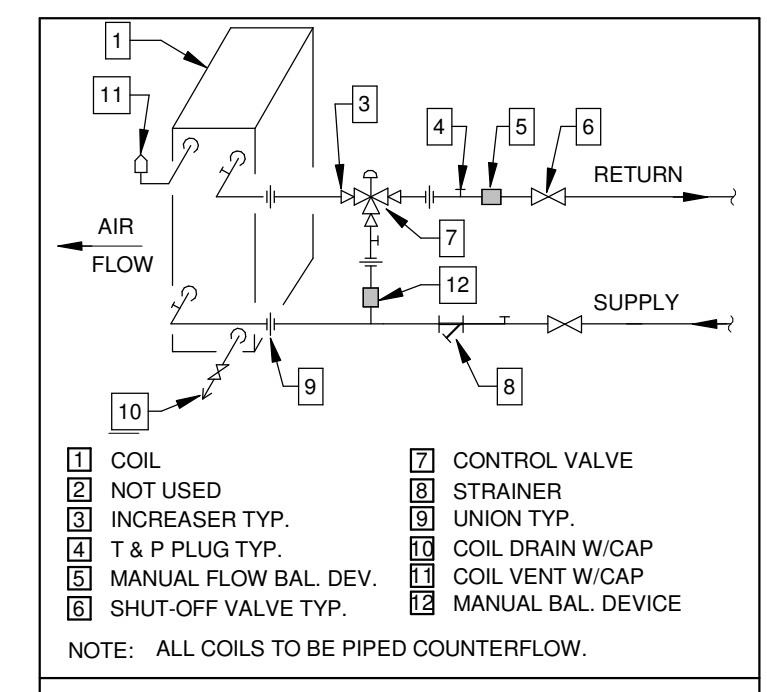 1
11
3
4
5
6
RETURN
AIR
FLOW
7
12
SUPPLY
10
9
8
1 COIL
2 NOT USED
3 INCREASER TYP.
4 T & P PLUG TYP.
5 MANUAL FLOW BAL. DEV.
6 SHUT-OFF VALVE TYP.
7 CONTROL VALVE
8 STRAINER
9 UNION TYP.
10 COIL DRAIN W/CAP
11 COIL VENT W/CAP
12 MANUAL BAL. DEVICE
NOTE: ALL COILS TO BE PIPED COUNTERFLOW.